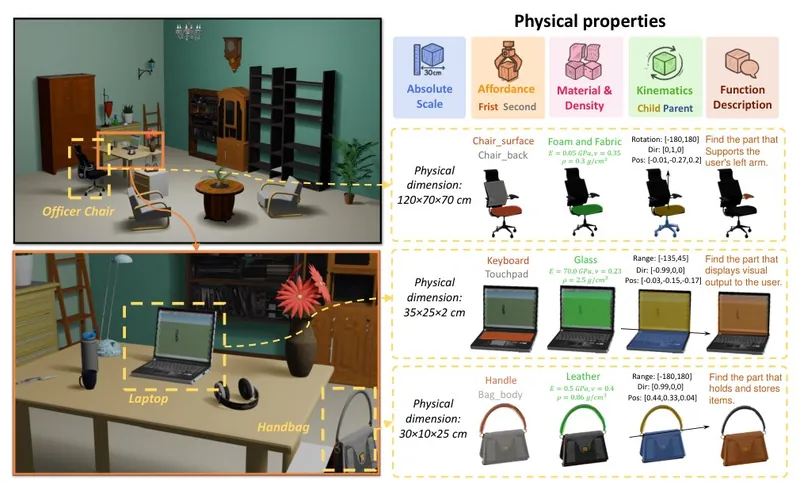 Physical properties
30cm
Absolute
Scale
Affordance
Frist Second
Material &
Density
Kinematics
Child Parent
Function
Description
Officer Chair
Physical
dimension:
120×70×70 cm
Chair_surface
Chair_back
Foam and Fabric
E = 0.05 GPa, ν = 0.35
ρ = 0.3 g/cm³
Rotation: [-180,180]
Dir: [0,1,0]
Pos: [-0.01,-0.27,0.2]
Find the part that
Supports the
user's left arm.
Laptop
Handbag
Physical
dimension:
35×25×2 cm
Keyboard
Touchpad
Glass
E = 70.0 GPa, ν = 0.23
ρ = 2.5 g/cm³
Range: [-135,45]
Dir: [-0.99,0,0]
Pos: [-0.03,-0.15,-0.17]
Find the part that
displays visual
output to the user.
Physical
dimension:
30×10×25 cm
Handle
Bag_body
Leather
E = 0.5 GPa, ν = 0.4
ρ = 0.86 g/cm³
Range: [-180,180]
Dir: [0.99,0,0]
Pos: [0.44,0.33,0.04]
Find the part that
holds and stores
items.